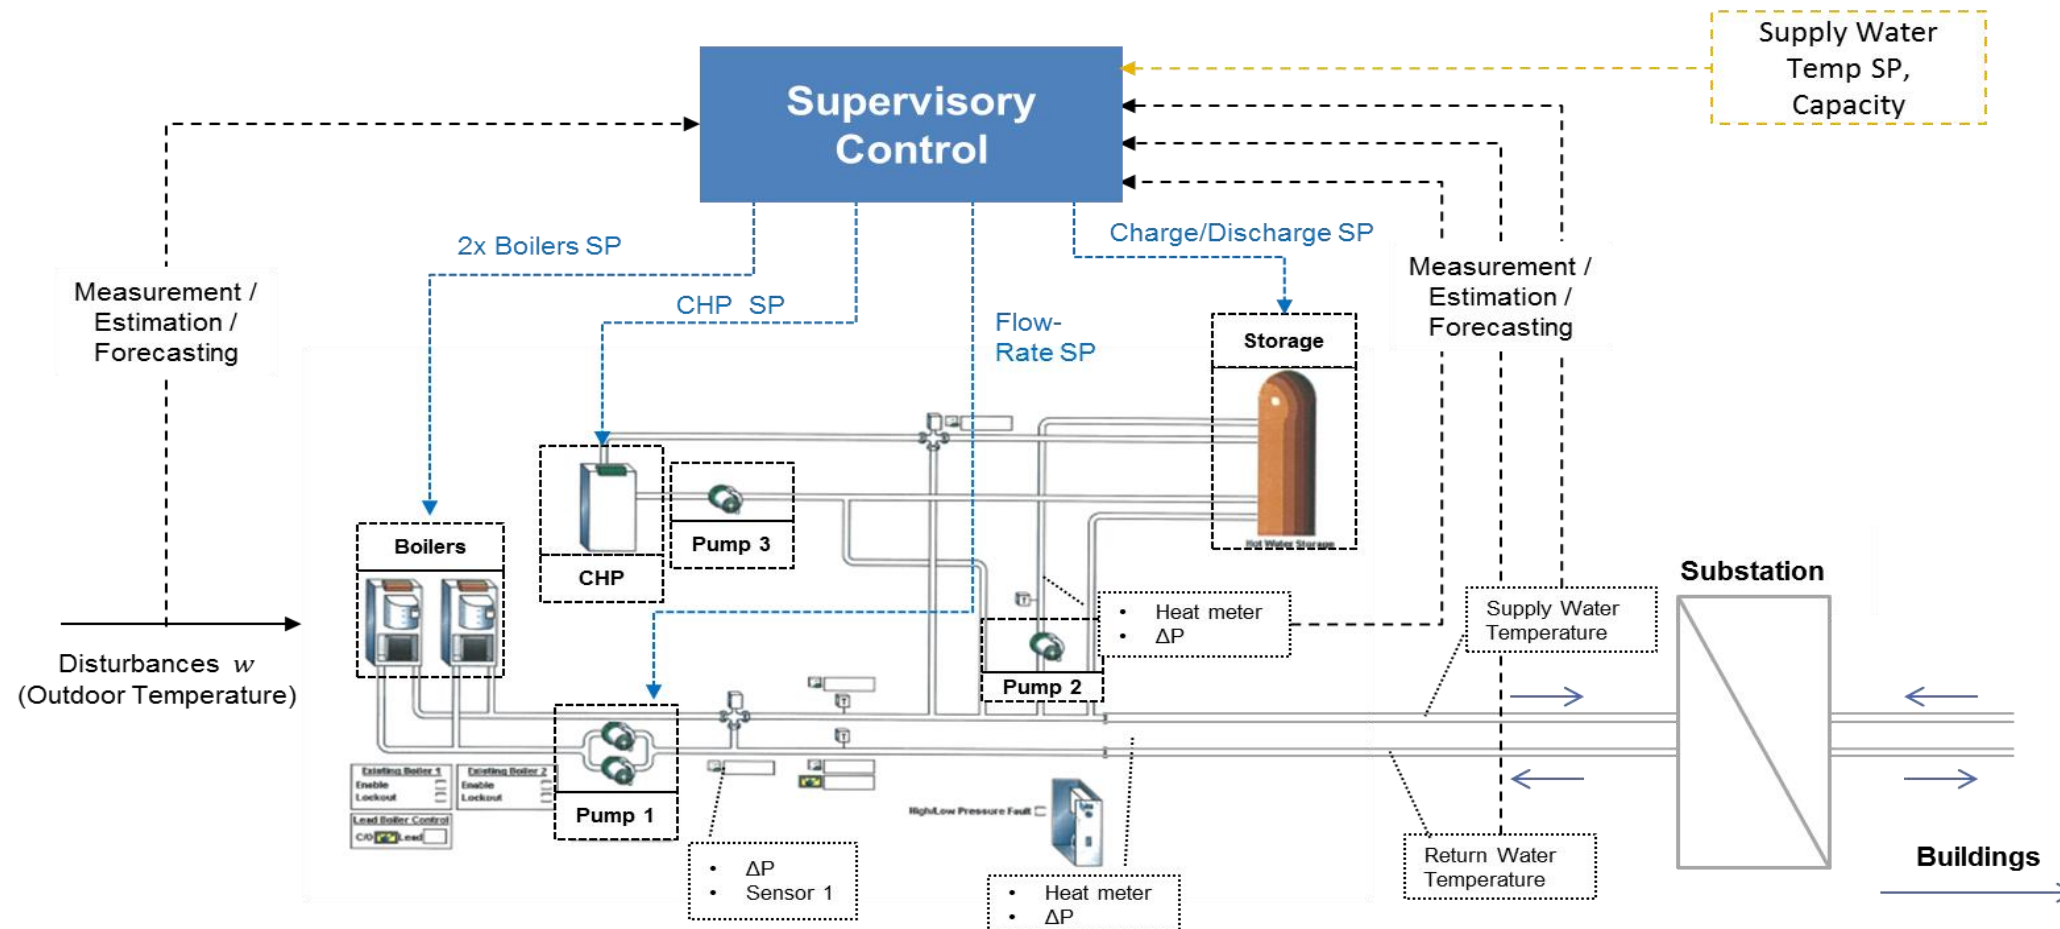 Supply Water
Temp SP,
Capacity
Supervisory
Control
2x Boilers SP
Charge/Discharge SP
CHP SP
Flow-
Rate SP
Measurement /
Estimation /
Forecasting
Measurement /
Estimation /
Forecasting
Storage
Hot Water Storage
Boilers
CHP
Pump 3
Substation
Heat meter
ΔP
Supply Water
Temperature
T
Disturbances w
(Outdoor Temperature)
Pump 2
T
T
Existing Boiler 1
Enable
Lockout
Existing Boiler 2
Enable
Lockout
Lead Boiler Control
C/O
Lead
Pump 1
High/Low Pressure Fault
ΔP
Sensor 1
Heat meter
ΔP
Return Water
Temperature
Buildings